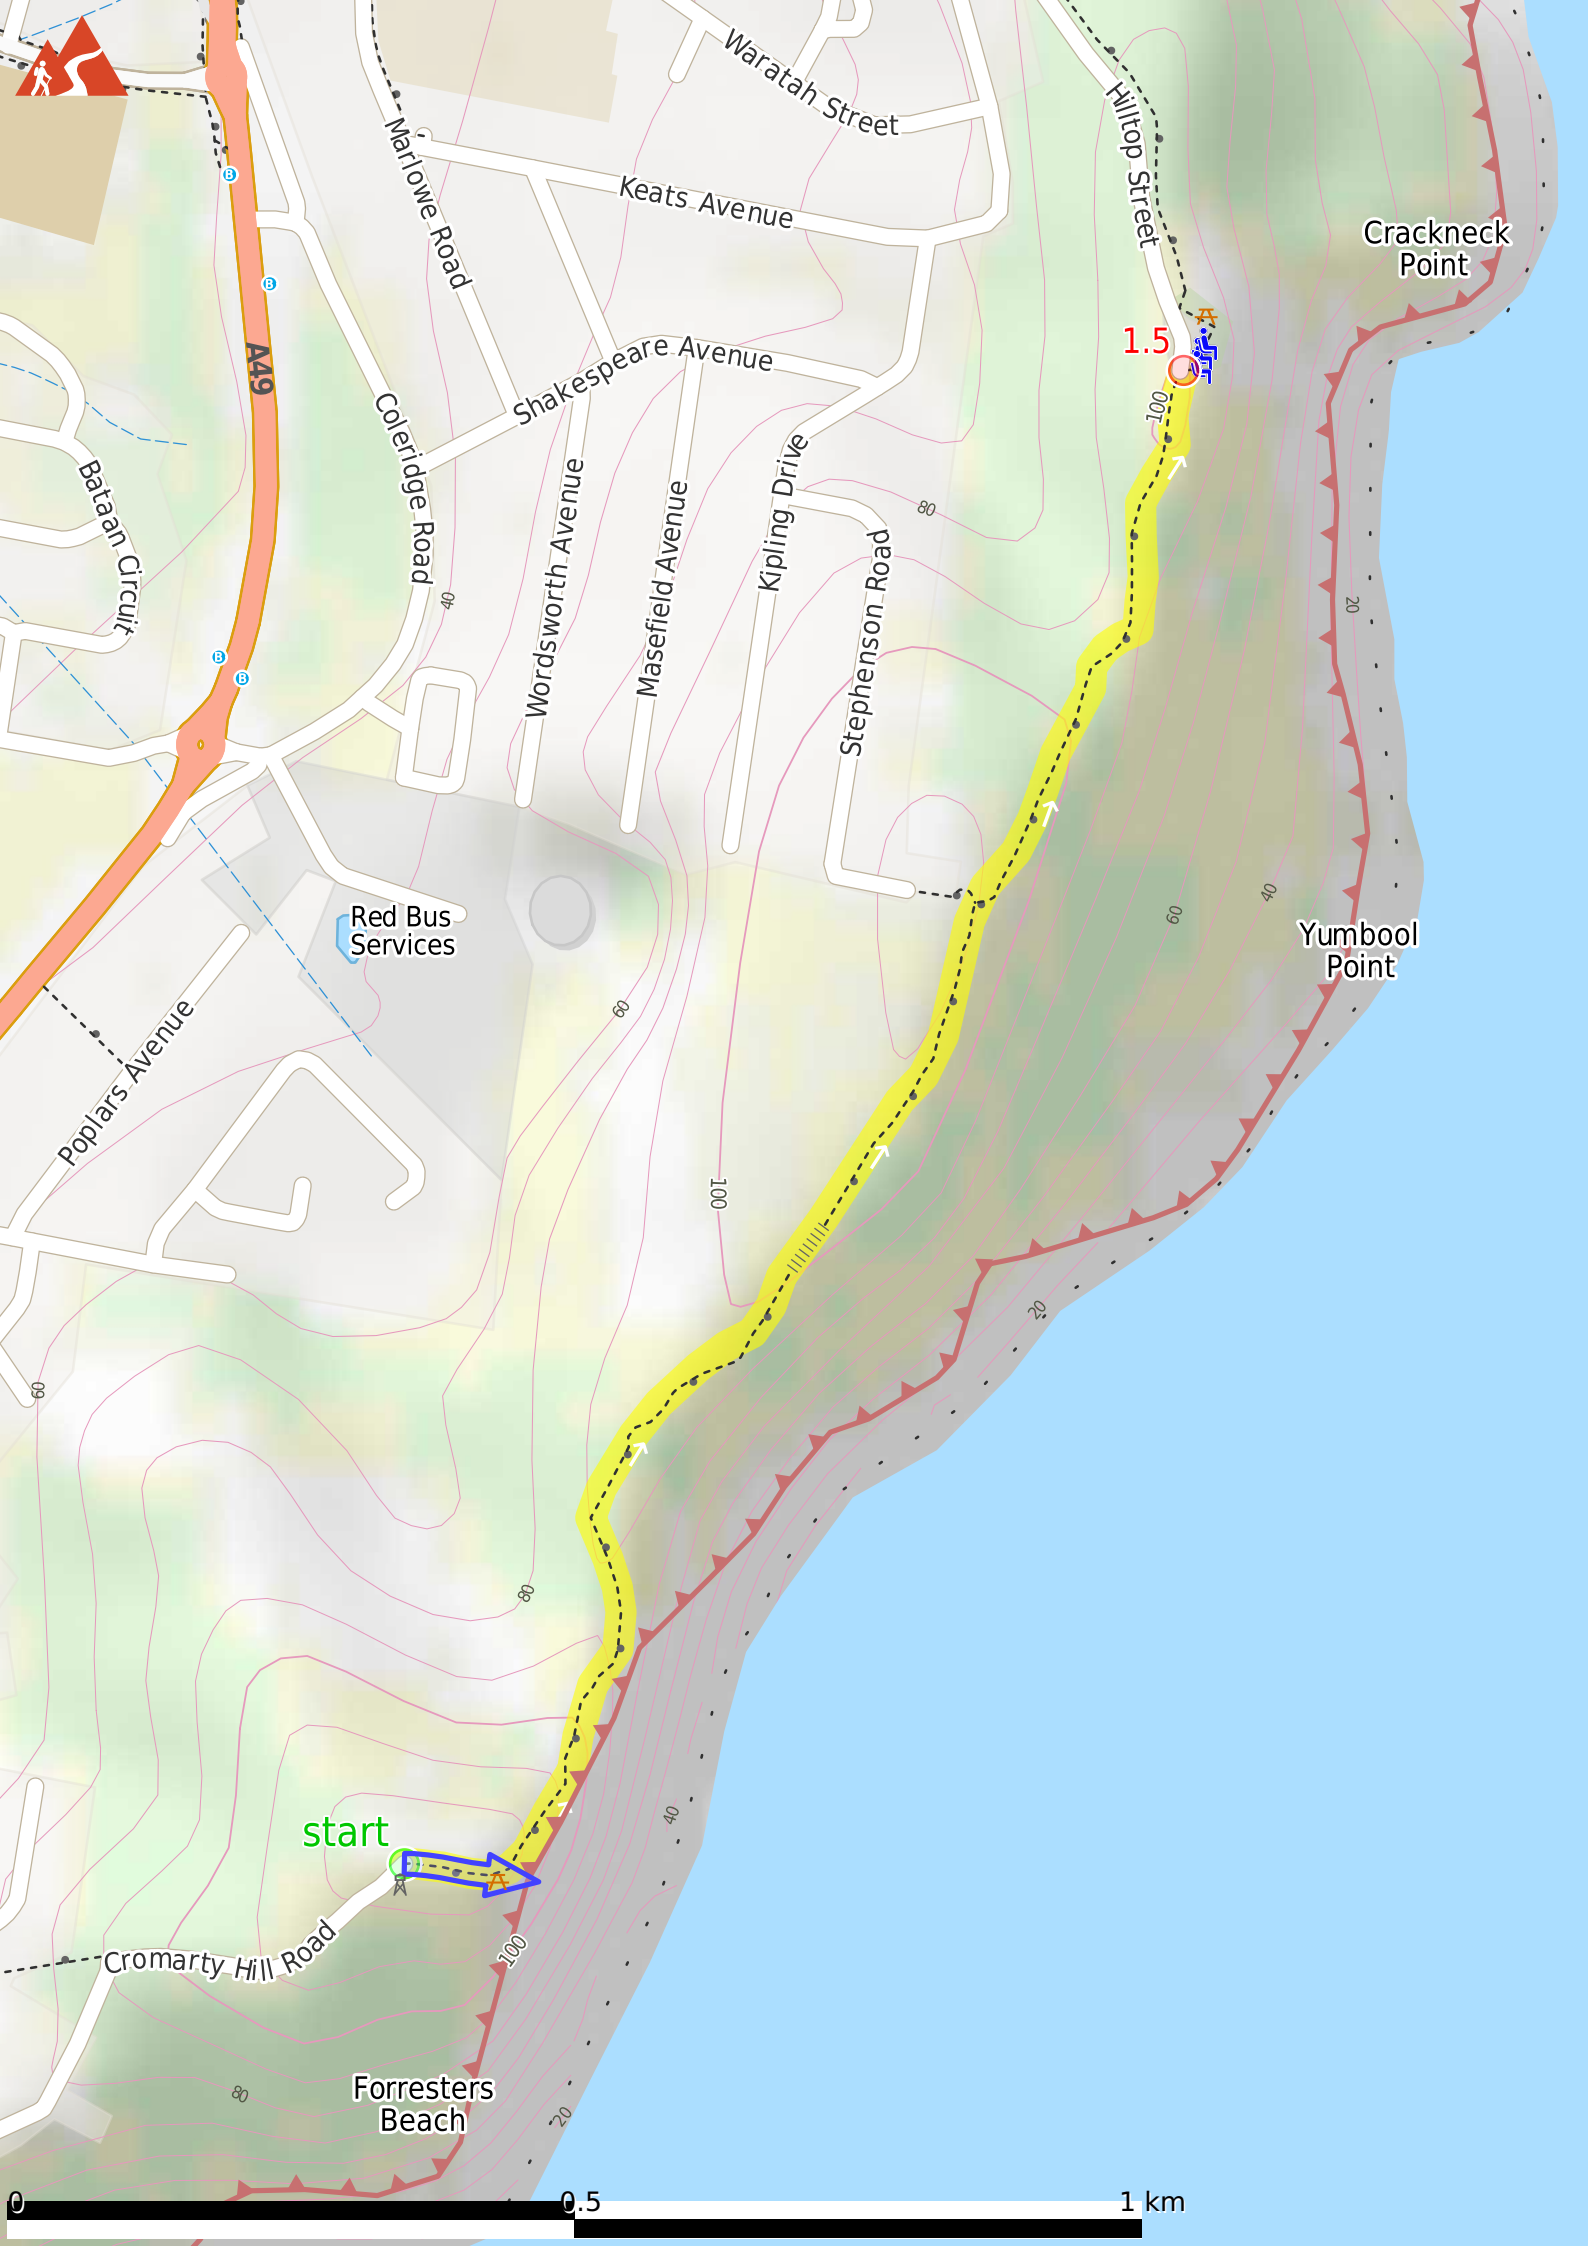 Waratah Street
Hilltop Street
Marlowe Road
B
Keats Avenue
Crackneck
Point
B
1.5
A49
Shakespeare Avenue
100
Coleridge Road
Bataan Circuit
Kipling Drive
80
Wordsworth Avenue
Masefield Avenue
Stephenson Road
40
20
B
B
Red Bus
Services
60
40
Yumbool
Point
60
Poplars Avenue
100
20
60
80
start
40
Cromarty Hill Road
100
80
Forresters
Beach
20
0
0.5
1 km